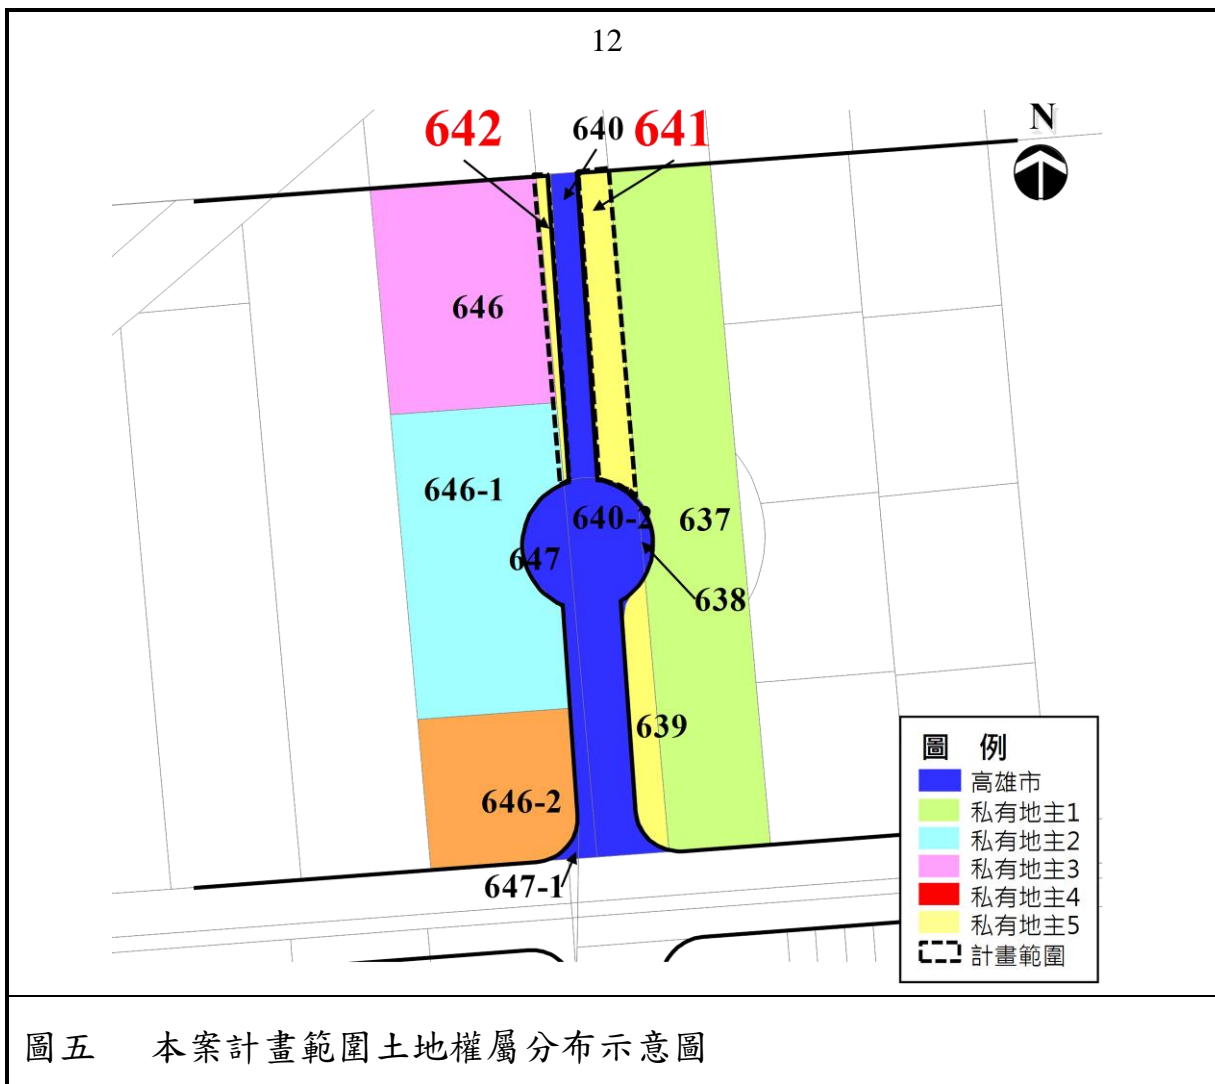 12
642 640 641 N
646
646-1
640-2 637
647
638
639
646-2
647-1
圖 例
高雄市
私有地主1
私有地主2
私有地主3
私有地主4
私有地主5
計畫範圍
圖五 本案計畫範圍土地權屬分布示意圖